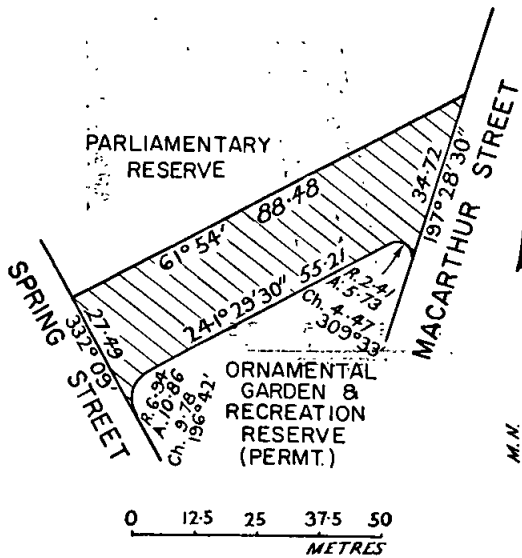 PARLIAMENTARY
RESERVE
61° 54'
88·48
34·72
197° 28' 30"
MACARTHUR STREET
SPRING STREET
27·49
332° 09'
241° 29' 30"
55·21
R. 2·41
A. 5·73
Ch. 4·47
309° 33'
R. 6·94
A. 10·86
Ch. 9·78
196° 42'
ORNAMENTAL
GARDEN &
RECREATION
RESERVE
(PERMT.)
M.N.
0 12·5 25 37·5 50
METRES